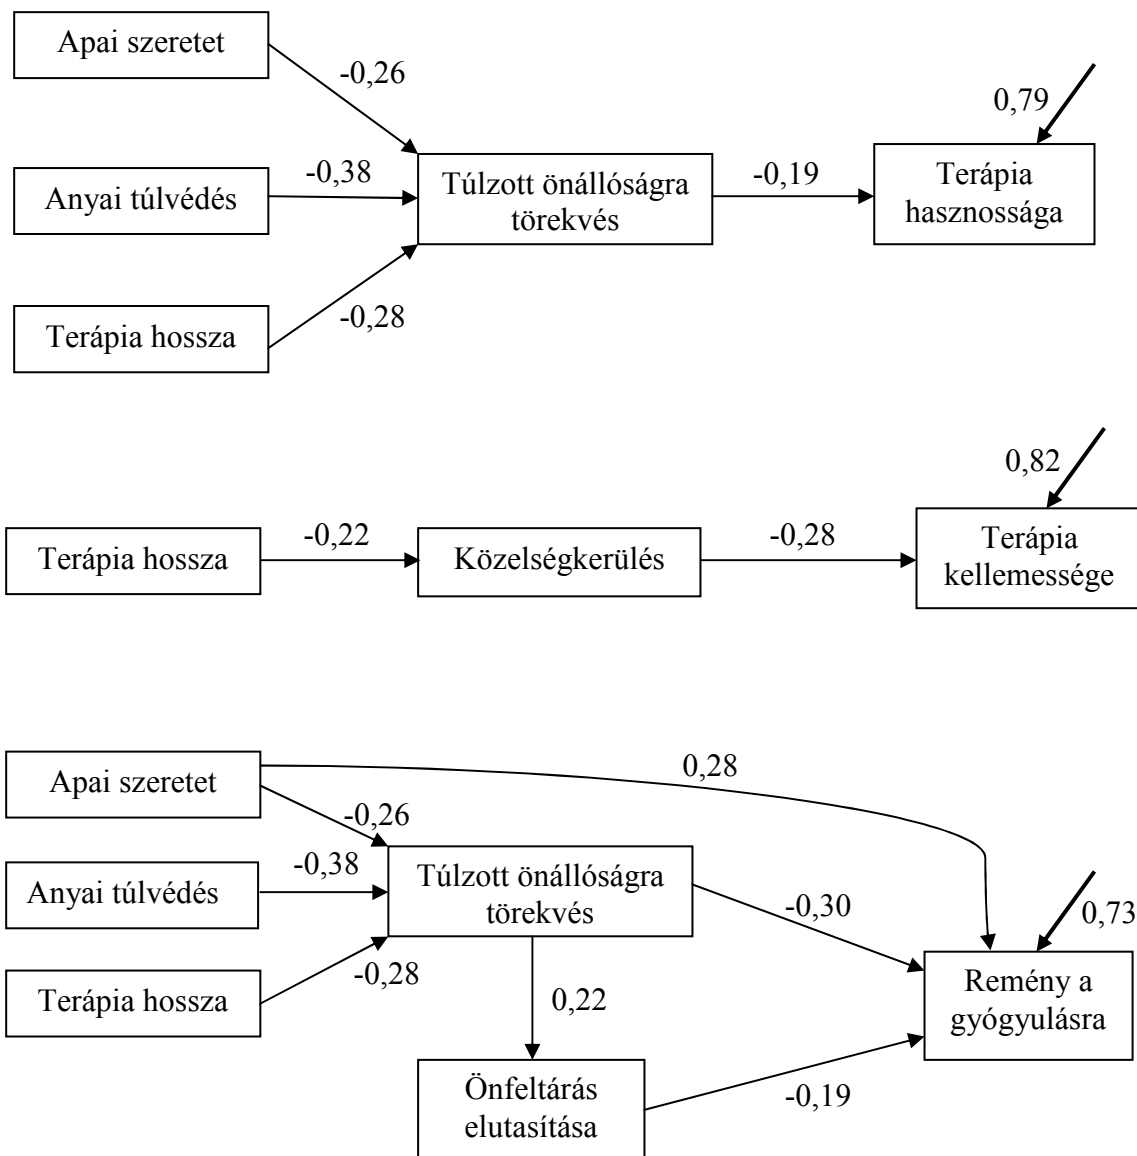 Apai szeretet
-0,26
0,79
Anyai túlvédés
-0,38
Túlzott önállóságra
törekvés
-0,19
Terápia
hasznossága
Terápia hossza
-0,28
0,82
Terápia hossza
-0,22
Közelségkerülés
-0,28
Terápia
kellemessége
Apai szeretet
0,28
-0,26
Anyai túlvédés
-0,38
Túlzott önállóságra
törekvés
-0,30
0,73
Terápia hossza
-0,28
0,22
Remény a
gyógyulásra
Önfeltárás
elutasítása
-0,19